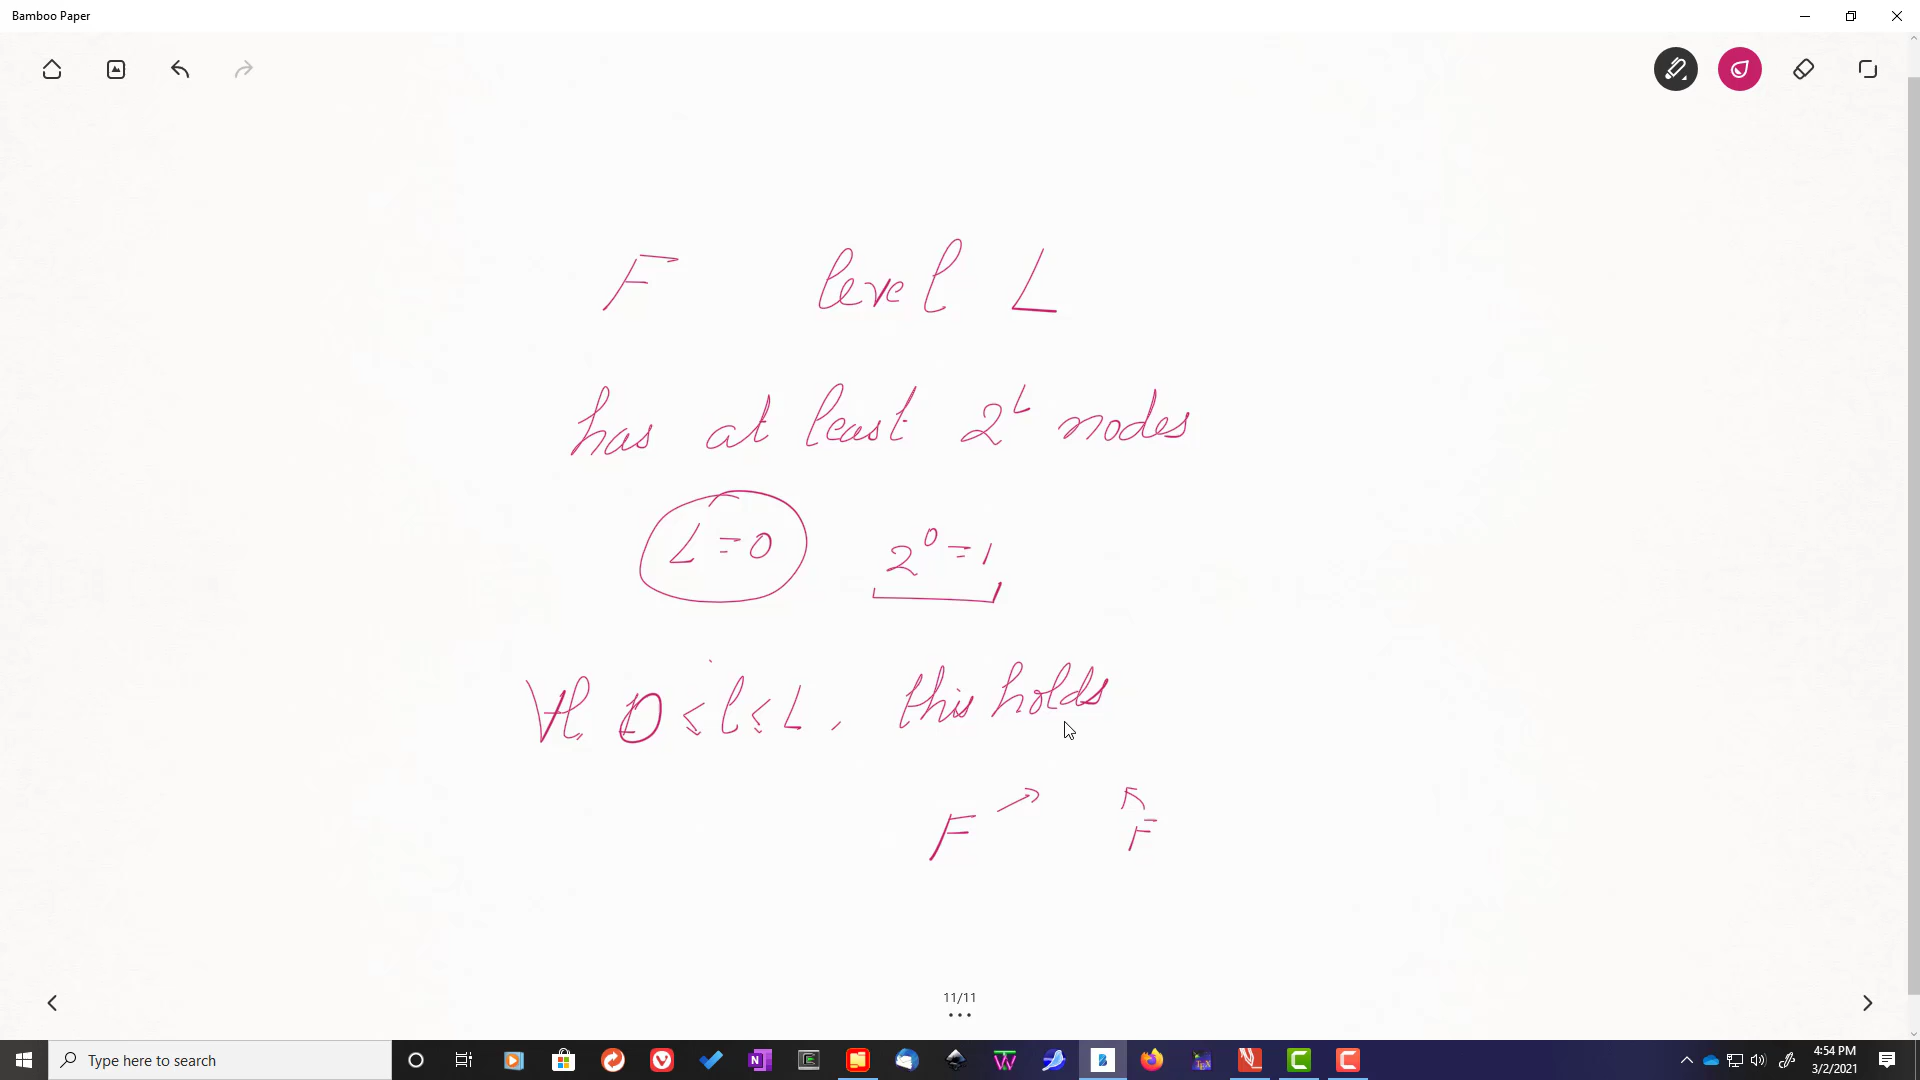 Bamboo Paper
F level L
has at least 2^L nodes
L = 0 2^0 = 1
∀l, 0 ≤ l ≤ L, this holds
F F
11/11
Type here to search
4:54 PM
3/2/2021